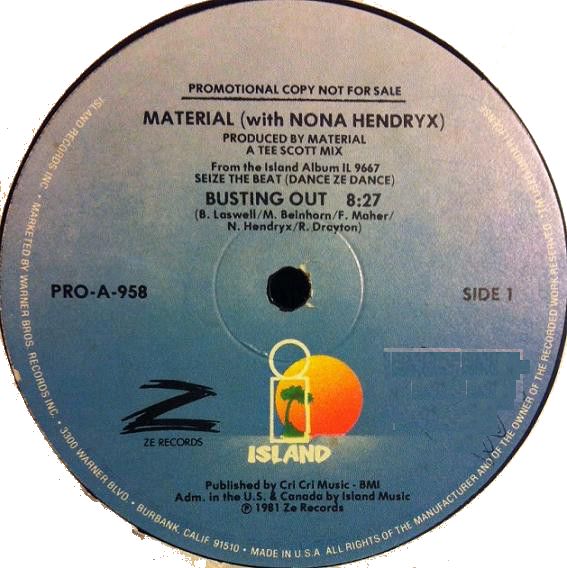 PROMOTIONAL COPY NOT FOR SALE
MATERIAL (with NONA HENDRYX)
PRODUCED BY MATERIAL
A TEE SCOTT MIX
From the Island Album IL 9667
SEIZE THE BEAT (DANCE ZE DANCE)
BUSTING OUT 8:27
(B. Laswell/M. Beinhorn/F. Maher/
N. Hendryx/R. Drayton)
PRO-A-958
SIDE 1
Z
ZE RECORDS
ISLAND
Published by Cri Cri Music - BMI
Adm. in the U.S. & Canada by Island Music
℗ 1981 Ze Records
ISLAND RECORDS INC. • MARKETED BY WARNER BROS. RECORDS INC. • 3300 WARNER BLVD • BURBANK, CALIF. 91510 • MADE IN U.S.A. ALL RIGHTS OF THE MANUFACTURER AND OF THE OWNER OF THE RECORDED WORK RESERVED.